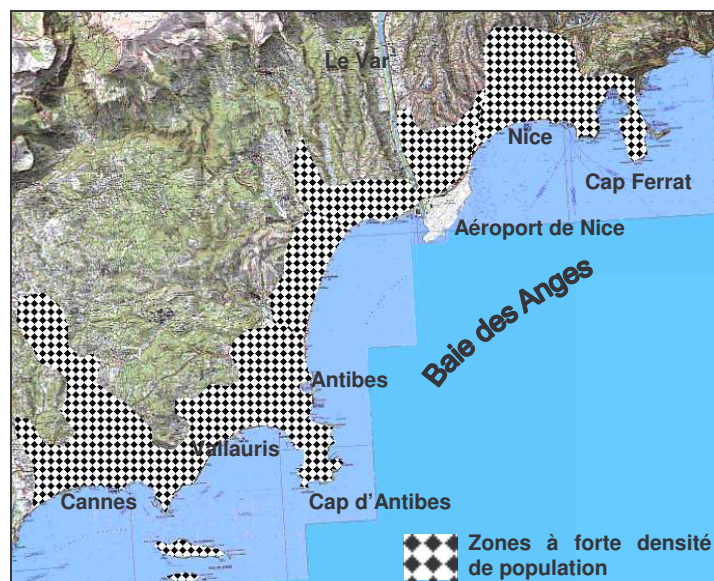 Le Var
Nice
Cap Ferrat
Aéroport de Nice
Baie des Anges
Antibes
Vallauris
Cannes
Cap d'Antibes
Zones à forte densité
de population